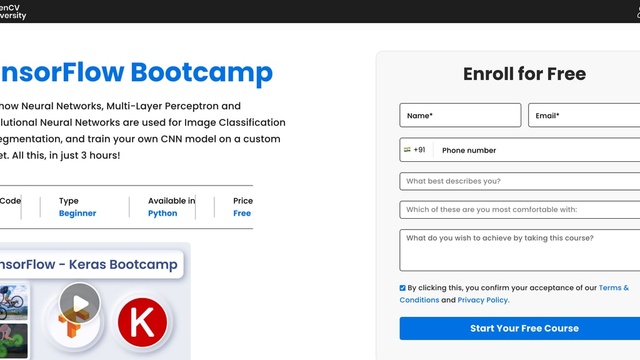 enCV
versity
nsorFlow Bootcamp
now Neural Networks, Multi-Layer Perceptron and
lutional Neural Networks are used for Image Classification
egmentation, and train your own CNN model on a custom
et. All this, in just 3 hours!
Code
Type
Beginner
Available in
Python
Price
Free
nsorFlow - Keras Bootcamp
K
Enroll for Free
Name*
Email*
+91
Phone number
What best describes you?
Which of these are you most comfortable with:
What do you wish to achieve by taking this course?
By clicking this, you confirm your acceptance of our Terms &
Conditions and Privacy Policy.
Start Your Free Course